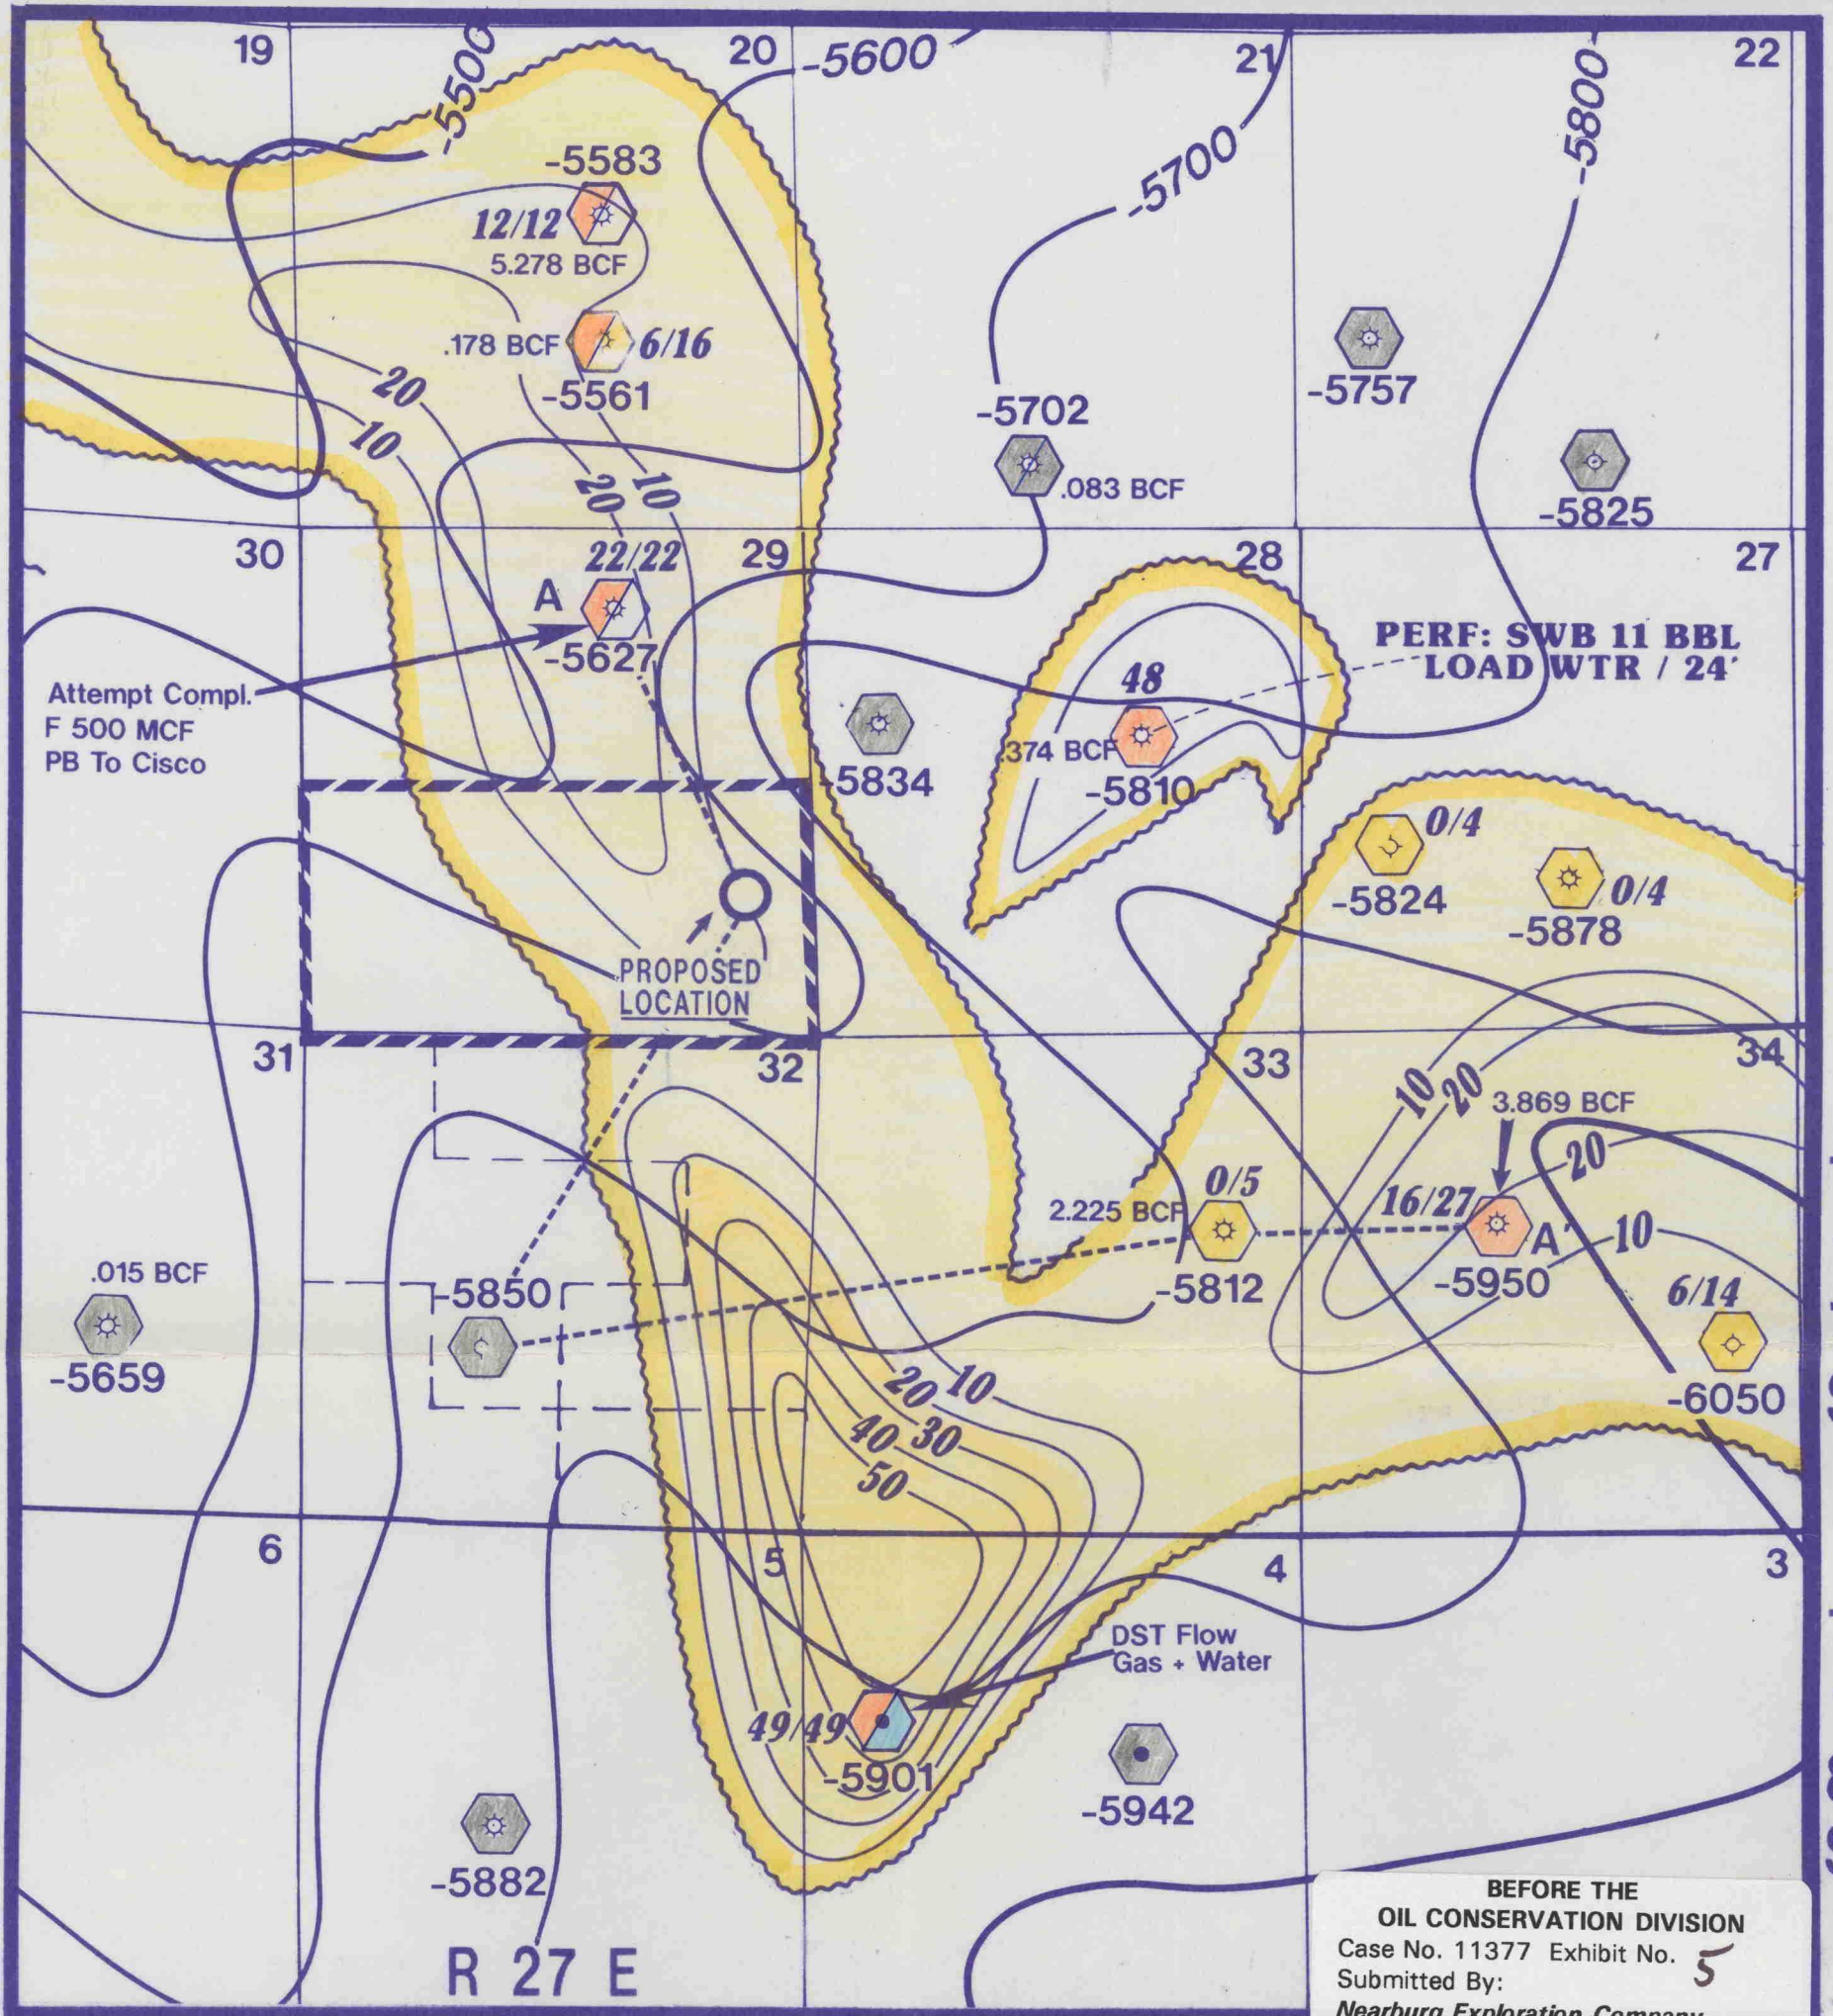 19
-5500
20
-5600
21
-5700
-5800
22
-5583
12/12
5.278 BCF
.178 BCF
6/16
-5561
20
10
20
10
-5702
.083 BCF
-5757
-5825
30
22/22
29
28
27
A
-5627
Attempt Compl.
F 500 MCF
PB To Cisco
PERF: SWB 11 BBL
LOAD WTR / 24'
48
.374 BCF
-5810
-5834
0/4
-5824
0/4
-5878
PROPOSED
LOCATION
31
32
33
34
10
20
3.869 BCF
20
16/27
A'
-5950
10
0/5
2.225 BCF
-5812
6/14
-6050
.015 BCF
-5659
-5850
20
10
40
30
50
6
5
4
3
DST Flow
Gas + Water
49/49
-5901
-5942
-5882
R 27 E
BEFORE THE
OIL CONSERVATION DIVISION
Case No. 11377 Exhibit No. 5
Submitted By:
Nearburg Exploration Company